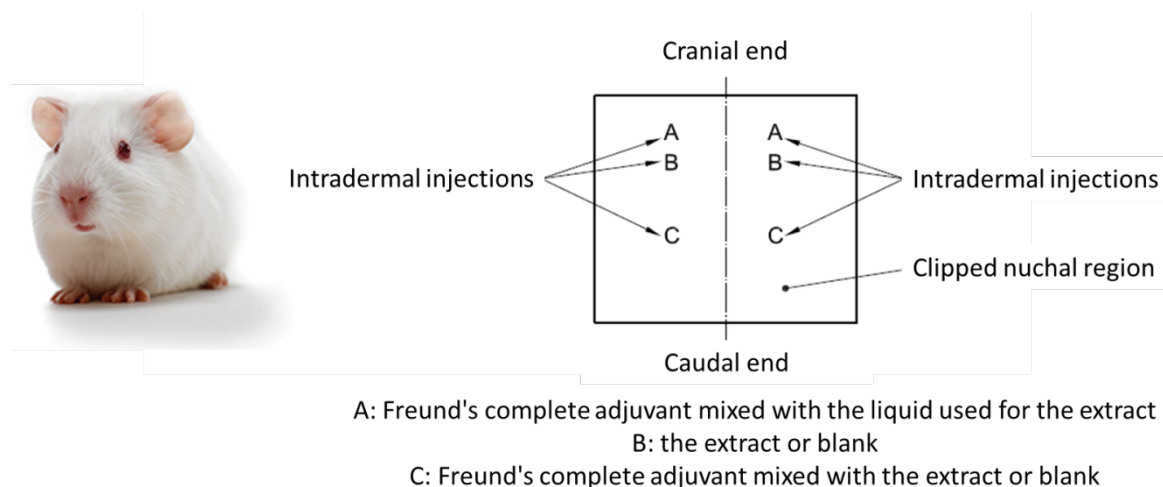 Cranial end
A A
B B
Intradermal injections Intradermal injections
C C
Clipped nuchal region
Caudal end
A: Freund's complete adjuvant mixed with the liquid used for the extract
B: the extract or blank
C: Freund's complete adjuvant mixed with the extract or blank